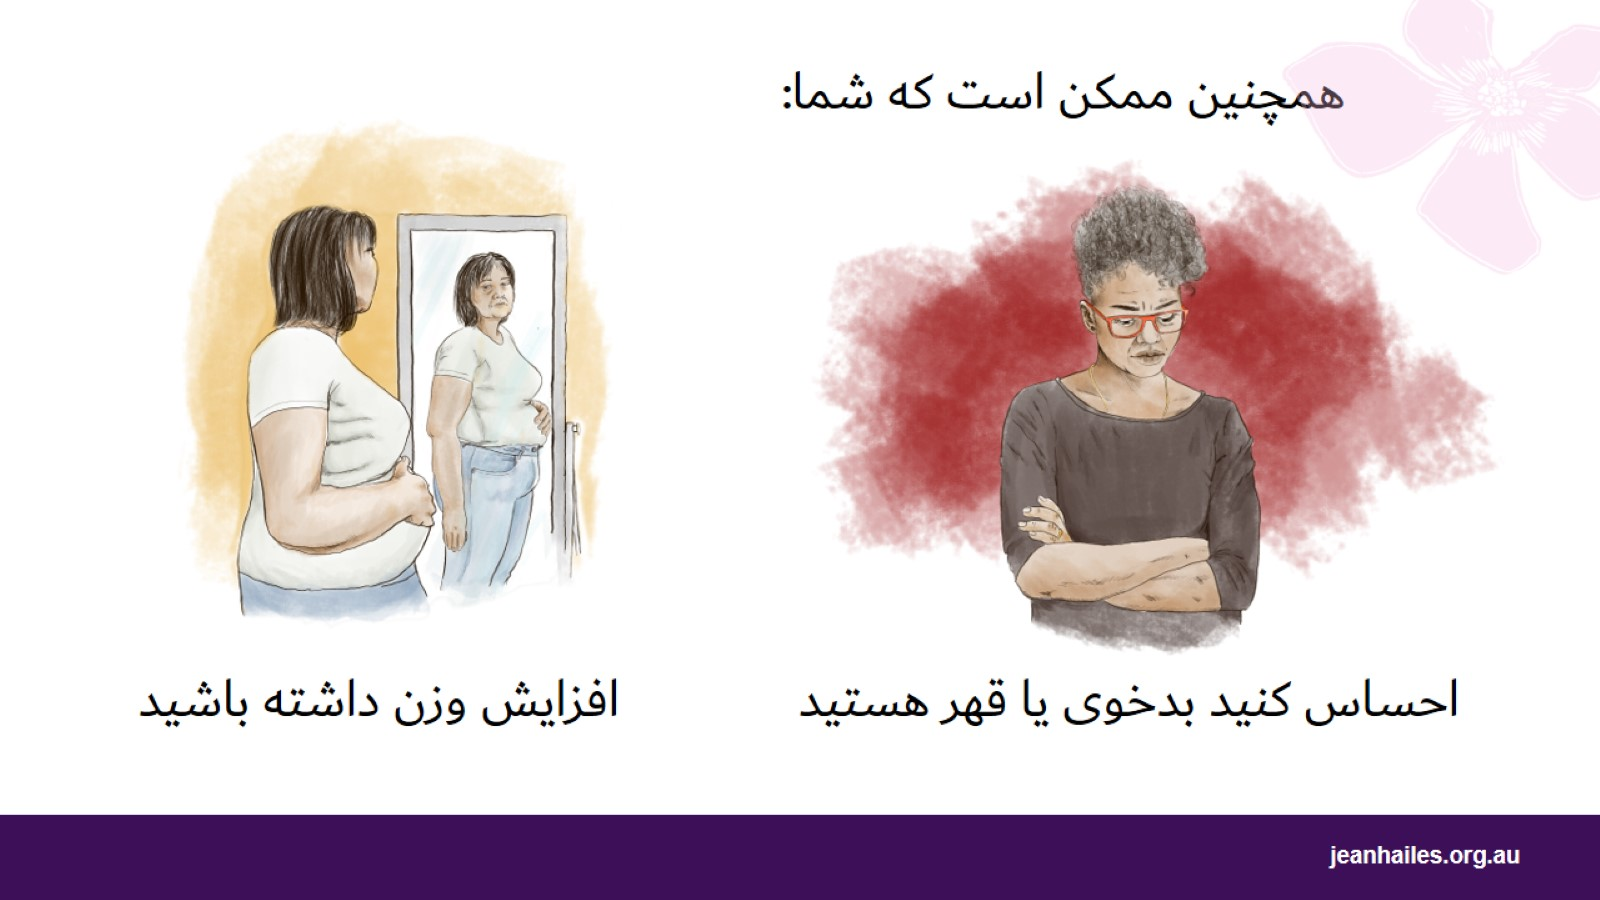 همچنین ممکن است که شما:
احساس کنید بدخوی یا قهر هستید
افزایش وزن داشته باشید
jeanhailes.org.au